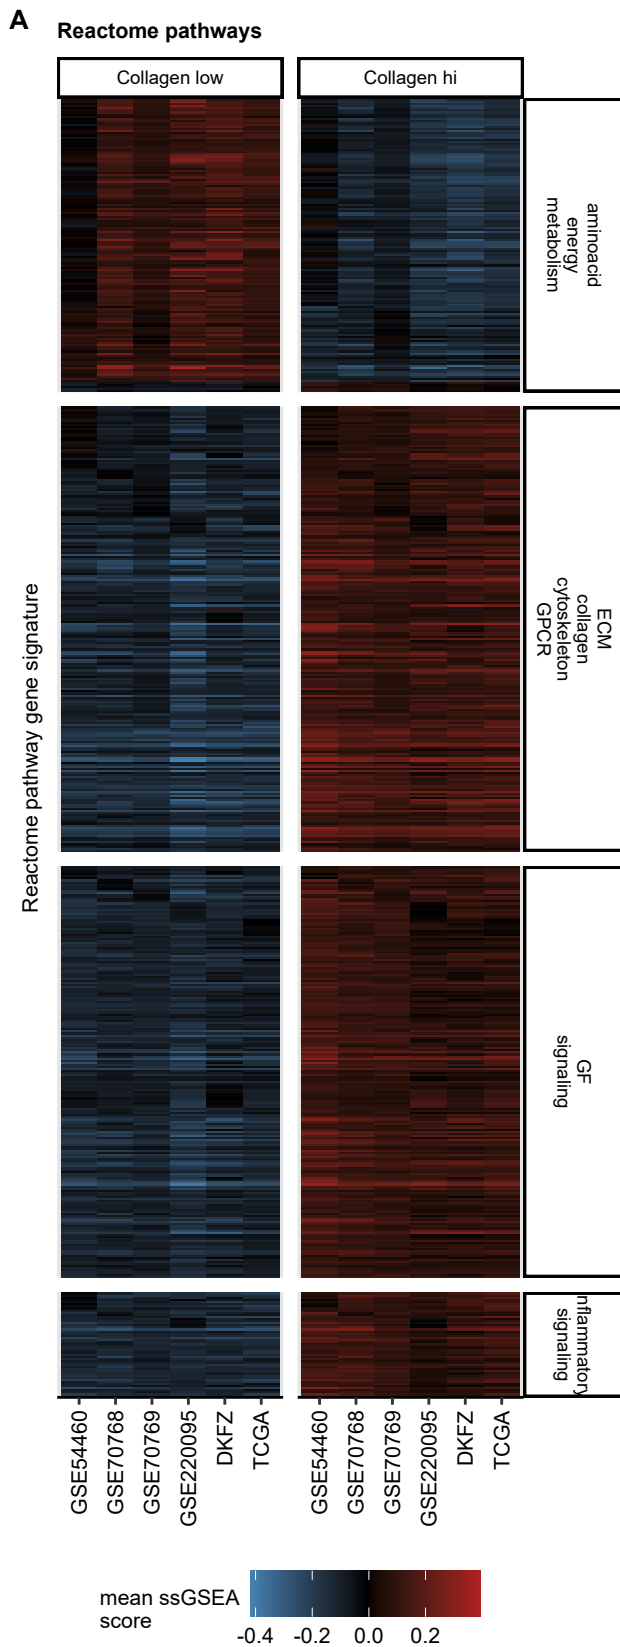 A
Reactome pathways
Collagen low
Collagen hi
aminoacid
energy
metabolism
ECM
collagen
cytoskeleton
GPCR
GF
signaling
nflammatory
signaling
Reactome pathway gene signature
GSE54460
GSE70768
GSE70769
GSE220095
DKFZ
TCGA
GSE54460
GSE70768
GSE70769
GSE220095
DKFZ
TCGA
mean ssGSEA
score
-0.4
-0.2
0.0
0.2